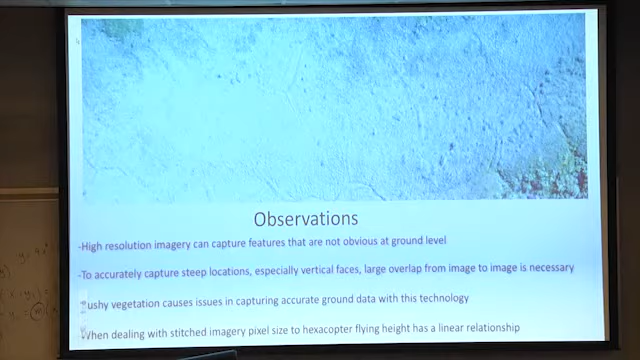 Observations
-High resolution imagery can capture features that are not obvious at ground level
-To accurately capture steep locations, especially vertical faces, large overlap from image to image is necessary
ushy vegetation causes issues in capturing accurate ground data with this technology
When dealing with stitched imagery pixel size to hexacopter flying height has a linear relationship